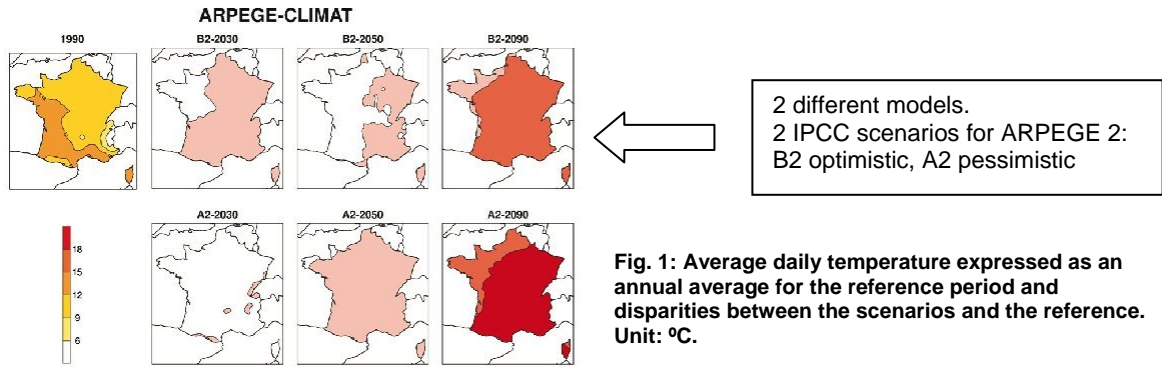 ARPEGE-CLIMAT
1990
B2-2030
B2-2050
B2-2090
2 different models.
2 IPCC scenarios for ARPEGE 2:
B2 optimistic, A2 pessimistic
A2-2030
A2-2050
A2-2090
18
15
12
9
6
Fig. 1: Average daily temperature expressed as an
annual average for the reference period and
disparities between the scenarios and the reference.
Unit: ºC.